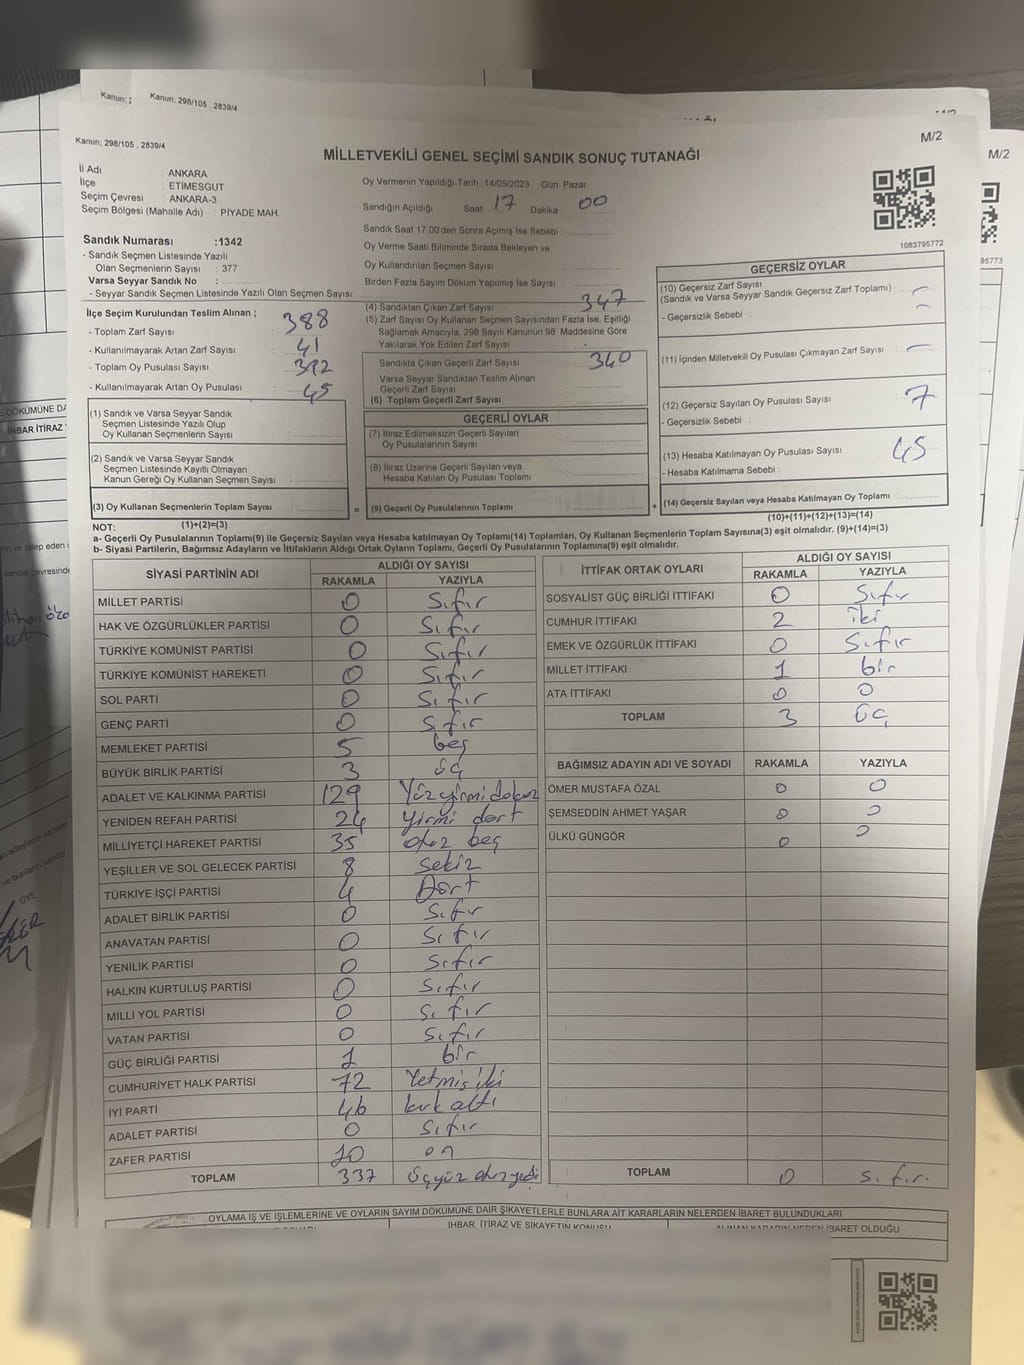 Kanun; 298/105 , 2839/4
Kanun; 298/105 , 2839/4
M/2
M/2
MİLLETVEKİLİ GENEL SEÇİMİ SANDIK SONUÇ TUTANAĞI
İl Adı : ANKARA
İlçe : ETİMESGUT
Seçim Çevresi : ANKARA-3
Seçim Bölgesi (Mahalle Adı) : PİYADE MAH.
Oy Vermenin Yapıldığı Tarih :14/05/2023 Gün: Pazar
Sandığın Açıldığı Saat 17 Dakika 00
Sandık Saat 17.00'den Sonra Açılmış İse Sebebi :
Oy Verme Saati Bitiminde Sırada Bekleyen ve
Oy Kullandırılan Seçmen Sayısı :
Birden Fazla Sayım Döküm Yapılmış İse Sayısı :
1083795772
Sandık Numarası :1342
- Sandık Seçmen Listesinde Yazılı
Olan Seçmenlerin Sayısı : 377
Varsa Seyyar Sandık No :
- Seyyar Sandık Seçmen Listesinde Yazılı Olan Seçmen Sayısı
İlçe Seçim Kurulundan Teslim Alınan ;
- Toplam Zarf Sayısı : 388
- Kullanılmayarak Artan Zarf Sayısı : 41
- Toplam Oy Pusulası Sayısı : 392
- Kullanılmayarak Artan Oy Pusulası : 45
(1) Sandık ve Varsa Seyyar Sandık
Seçmen Listesinde Yazılı Olup
Oy Kullanan Seçmenlerin Sayısı :
(2) Sandık ve Varsa Seyyar Sandık
Seçmen Listesinde Kayıtlı Olmayan
Kanun Gereği Oy Kullanan Seçmen Sayısı :
(3) Oy Kullanan Seçmenlerin Toplam Sayısı :
(1)+(2)=(3)
(4) Sandıktan Çıkan Zarf Sayısı : 347
(5) Zarf Sayısı Oy Kullanan Seçmen Sayısından Fazla İse, Eşitliği
Sağlamak Amacıyla; 298 Sayılı Kanunun 98. Maddesine Göre
Yakılarak Yok Edilen Zarf Sayısı :
Sandıkta Çıkan Geçerli Zarf Sayısı : 340
Varsa Seyyar Sandıktan Teslim Alınan
Geçerli Zarf Sayısı :
(6) Toplam Geçerli Zarf Sayısı :
GEÇERLİ OYLAR
(7) İtiraz Edilmeksizin Geçerli Sayılan
Oy Pusulalarının Sayısı :
(8) İtiraz Üzerine Geçerli Sayılan veya
Hesaba Katılan Oy Pusulası Toplamı :
= (9) Geçerli Oy Pusulalarının Toplamı : +
GEÇERSİZ OYLAR
(10) Geçersiz Zarf Sayısı
(Sandık ve Varsa Seyyar Sandık Geçersiz Zarf Toplamı) : -
- Geçersizlik Sebebi : -
(11) İçinden Milletvekili Oy Pusulası Çıkmayan Zarf Sayısı : -
(12) Geçersiz Sayılan Oy Pusulası Sayısı : 7
- Geçersizlik Sebebi :
(13) Hesaba Katılmayan Oy Pusulası Sayısı : 45
- Hesaba Katılmama Sebebi :
(14) Geçersiz Sayılan veya Hesaba Katılmayan Oy Toplamı :
(10)+(11)+(12)+(13)=(14)
NOT:
a- Geçerli Oy Pusulalarının Toplamı(9) ile Geçersiz Sayılan veya Hesaba katılmayan Oy Toplamı(14) Toplamları, Oy Kullanan Seçmenlerin Toplam Sayısına(3) eşit olmalıdır. (9)+(14)=(3)
b- Siyasi Partilerin, Bağımsız Adayların ve İttifakların Aldığı Ortak Oyların Toplamı, Geçerli Oy Pusulalarının Toplamına(9) eşit olmalıdır.
SİYASİ PARTİNİN ADI ALDIĞI OY SAYISI
RAKAMLA YAZIYLA
MİLLET PARTİSİ 0 Sıfır
HAK VE ÖZGÜRLÜKLER PARTİSİ 0 Sıfır
TÜRKİYE KOMÜNİST PARTİSİ 0 Sıfır
TÜRKİYE KOMÜNİST HAREKETİ 0 Sıfır
SOL PARTİ 0 Sıfır
GENÇ PARTİ 0 Sıfır
MEMLEKET PARTİSİ 5 beş
BÜYÜK BİRLİK PARTİSİ 3 üç
ADALET VE KALKINMA PARTİSİ 129 Yüzyirmidokuz
YENİDEN REFAH PARTİSİ 24 yirmi dört
MİLLİYETÇİ HAREKET PARTİSİ 35 otuz beş
YEŞİLLER VE SOL GELECEK PARTİSİ 8 Sekiz
TÜRKİYE İŞÇİ PARTİSİ 4 Dört
ADALET BİRLİK PARTİSİ 0 Sıfır
ANAVATAN PARTİSİ 0 Sıfır
YENİLİK PARTİSİ 0 Sıfır
HALKIN KURTULUŞ PARTİSİ 0 Sıfır
MİLLİ YOL PARTİSİ 0 Sıfır
VATAN PARTİSİ 0 Sıfır
GÜÇ BİRLİĞİ PARTİSİ 1 bir
CUMHURİYET HALK PARTİSİ 72 Yetmiş iki
İYİ PARTİ 46 kırk altı
ADALET PARTİSİ 0 Sıfır
ZAFER PARTİSİ 10 on
TOPLAM 337 Üçyüz otuzyedi
İTTİFAK ORTAK OYLARI ALDIĞI OY SAYISI
RAKAMLA YAZIYLA
SOSYALİST GÜÇ BİRLİĞİ İTTİFAKI 0 Sıfır
CUMHUR İTTİFAKI 2 iki
EMEK VE ÖZGÜRLÜK İTTİFAKI 0 Sıfır
MİLLET İTTİFAKI 1 bir
ATA İTTİFAKI 0 0
TOPLAM 3 üç
BAĞIMSIZ ADAYIN ADI VE SOYADI RAKAMLA YAZIYLA
ÖMER MUSTAFA ÖZAL 0 0
ŞEMSEDDİN AHMET YAŞAR 0 0
ÜLKÜ GÜNGÖR 0 0
TOPLAM 0 Sıfır.
OYLAMA İŞ VE İŞLEMLERİNE VE OYLARIN SAYIM DÖKÜMÜNE DAİR ŞİKAYETLERLE BUNLARA AİT KARARLARIN NELERDEN İBARET BULUNDUKLARI
İHBAR, İTİRAZ VE ŞİKAYETİN KONUSU
ALINAN KARARIN NEDEN İBARET OLDUĞU